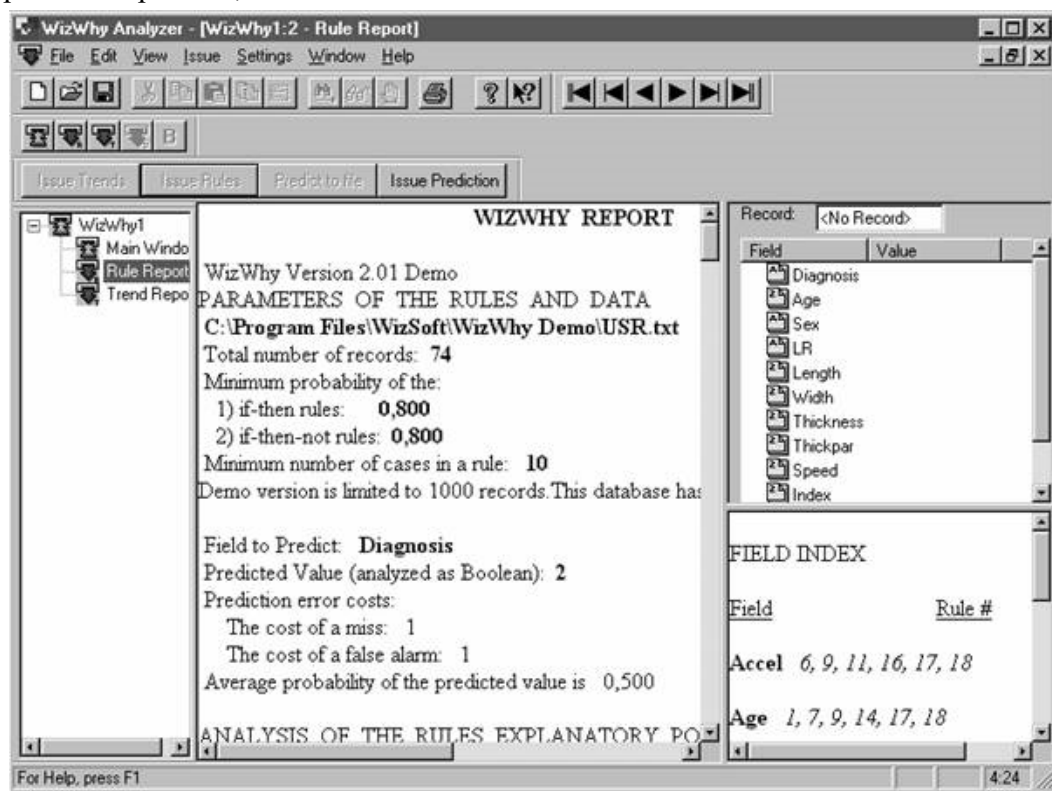 WizWhy Analyzer - [WizWhy1:2 - Rule Report]
File Edit View Issue Settings Window Help
B
Issue Trends Issue Rules Predict to file Issue Prediction
WizWhy1
Main Windo
Rule Report
Trend Repo
WIZWHY REPORT
WizWhy Version 2.01 Demo
PARAMETERS OF THE RULES AND DATA
C:\Program Files\WizSoft\WizWhy Demo\USR.txt
Total number of records: 74
Minimum probability of the:
1) if-then rules: 0,800
2) if-then-not rules: 0,800
Minimum number of cases in a rule: 10
Demo version is limited to 1000 records.This database has
Field to Predict: Diagnosis
Predicted Value (analyzed as Boolean): 2
Prediction error costs:
The cost of a miss: 1
The cost of a false alarm: 1
Average probability of the predicted value is 0,500
ANALYSIS OF THE RULES EXPLANATORY PO
Record: <No Record>
Field Value
Diagnosis
Age
Sex
LR
Length
Width
Thickness
Thickpar
Speed
Index
FIELD INDEX
Field Rule #
Accel 6, 9, 11, 16, 17, 18
Age 1, 7, 9, 14, 17, 18
For Help, press F1
4:24